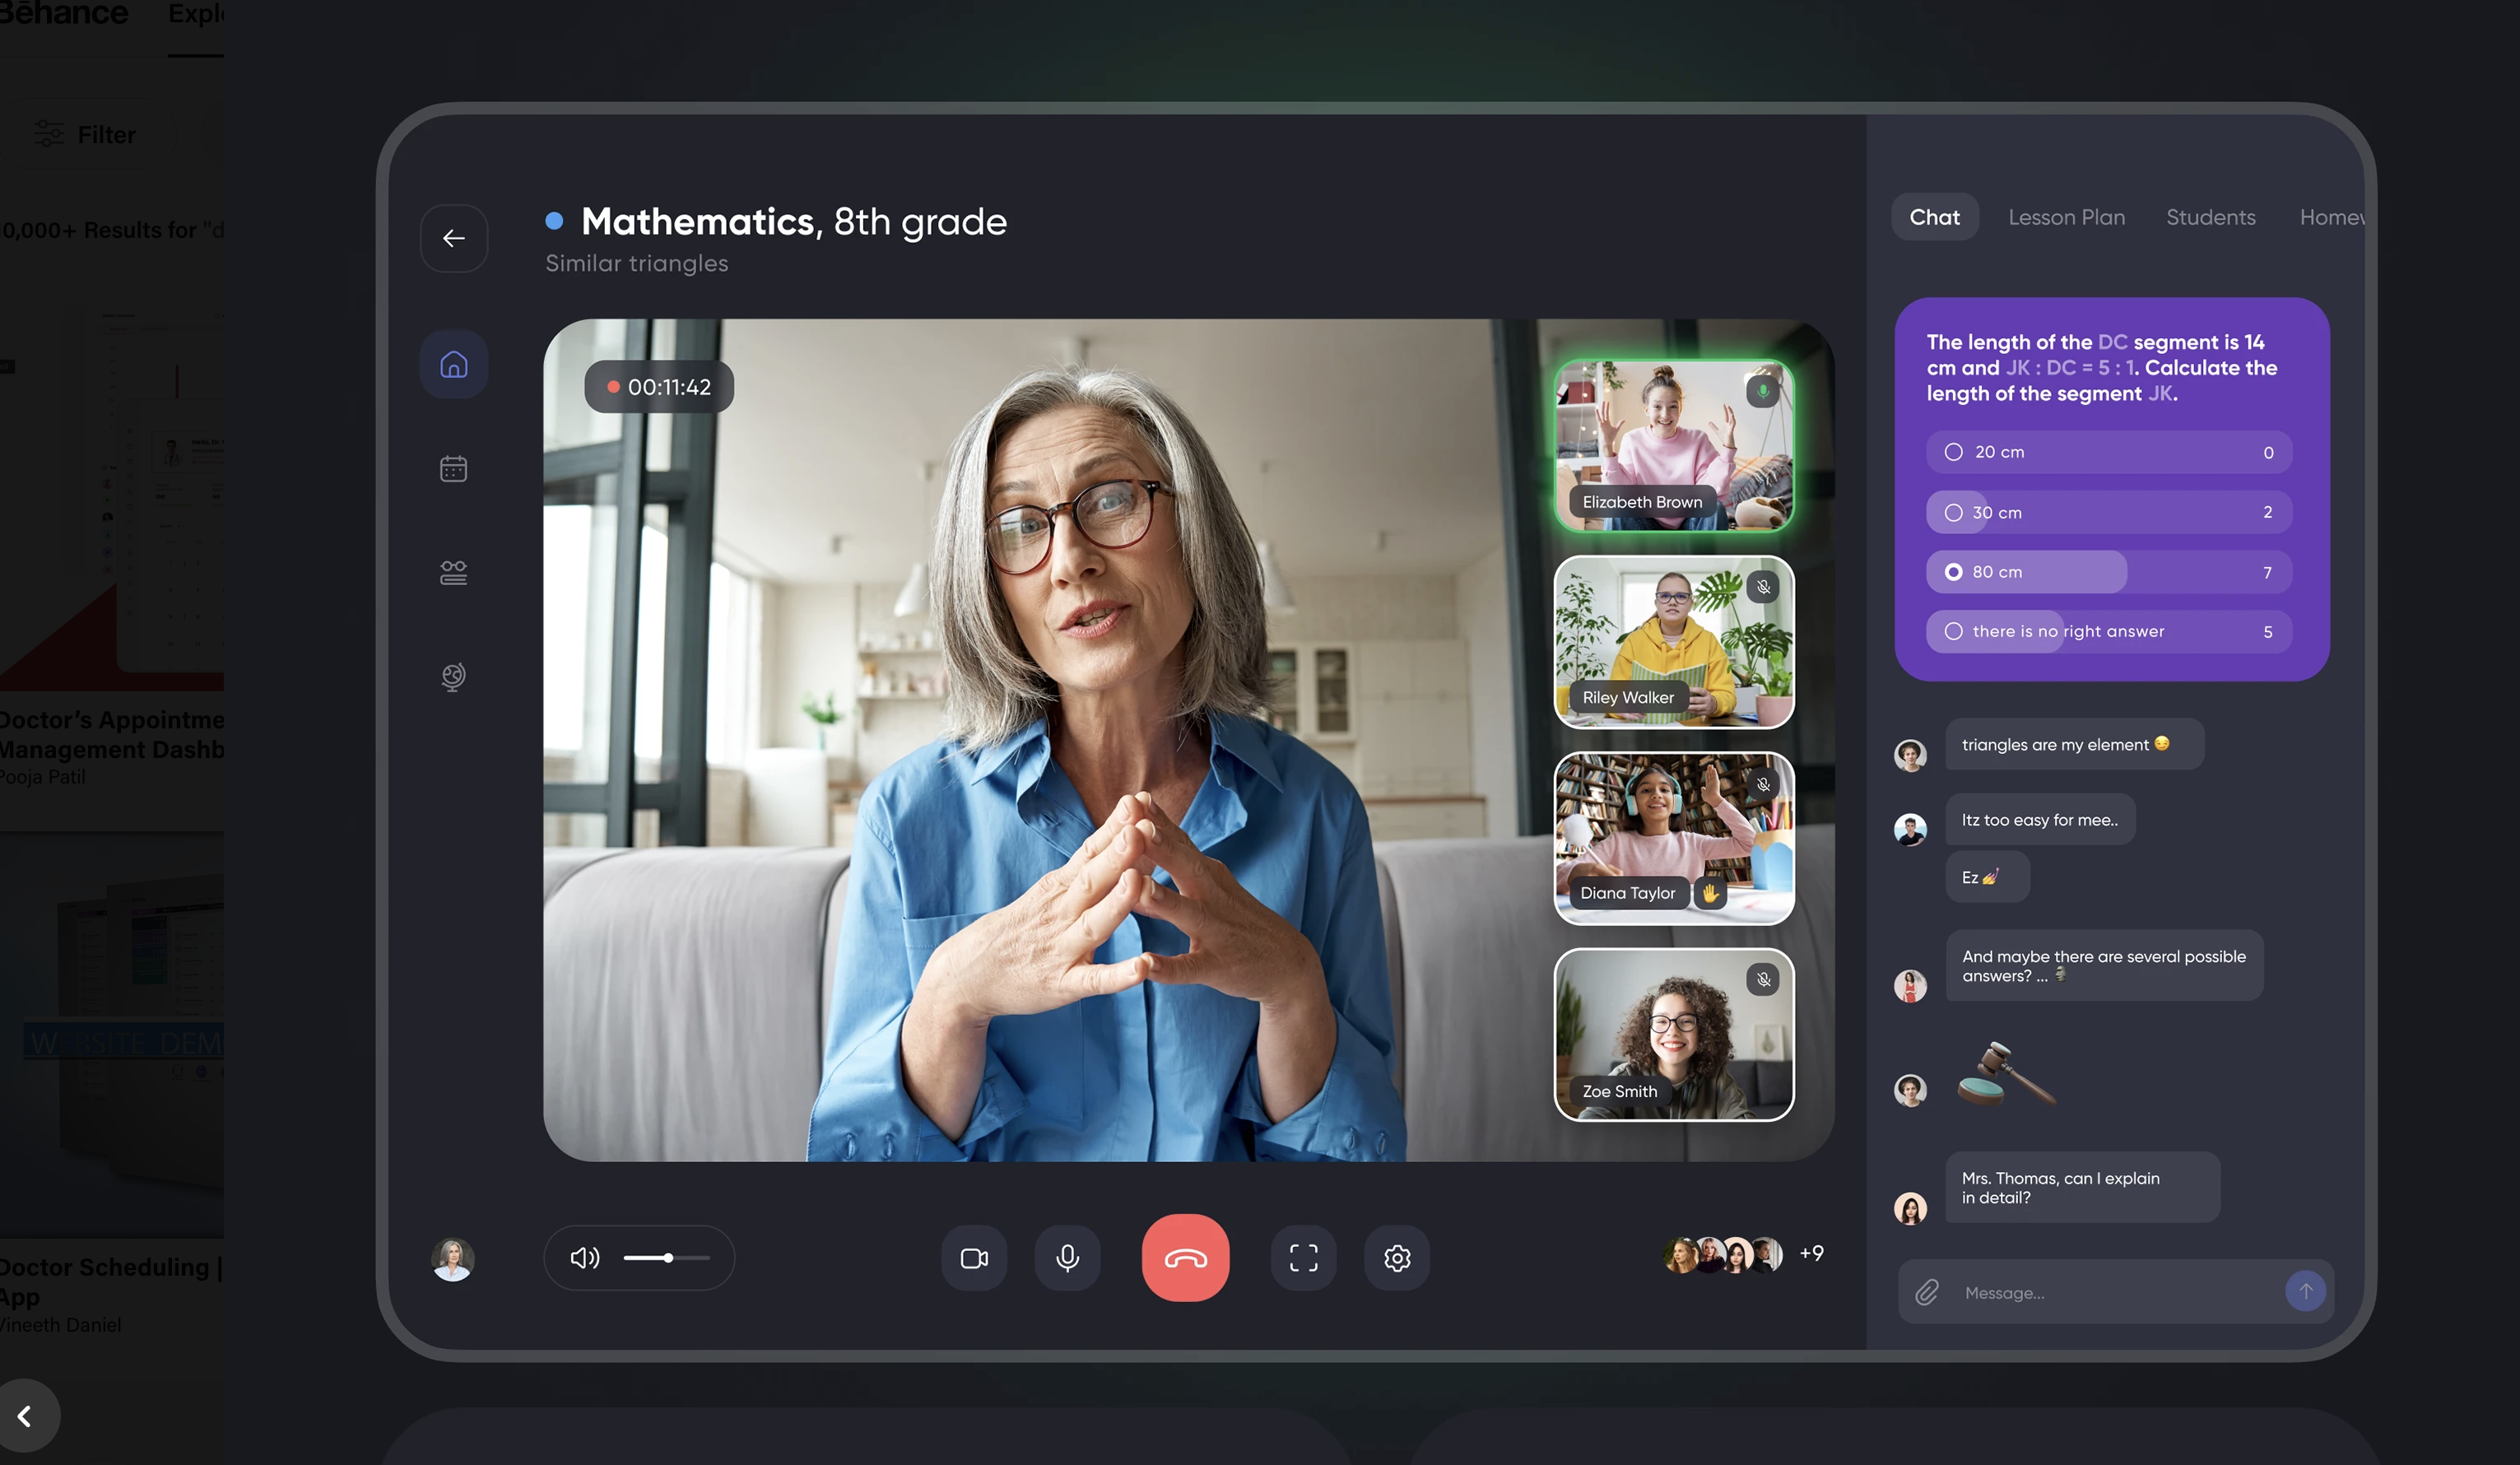 Bēhance
Filter
0,000+ Results for "d
Doctor's Appointme
Management Dashb
Pooja Patil
WEBSITE DEM
Doctor Scheduling |
App
Vineeth Daniel
Mathematics, 8th grade
Similar triangles
00:11:42
Elizabeth Brown
Riley Walker
Diana Taylor
Zoe Smith
+9
Chat Lesson Plan Students Homew
The length of the DC segment is 14
cm and JK : DC = 5 : 1. Calculate the
length of the segment JK.
20 cm 0
30 cm 2
80 cm 7
there is no right answer 5
triangles are my element 😏
Itz too easy for mee..
Ez 💅
And maybe there are several possible
answers? ... 🗿
Mrs. Thomas, can I explain
in detail?
Message...